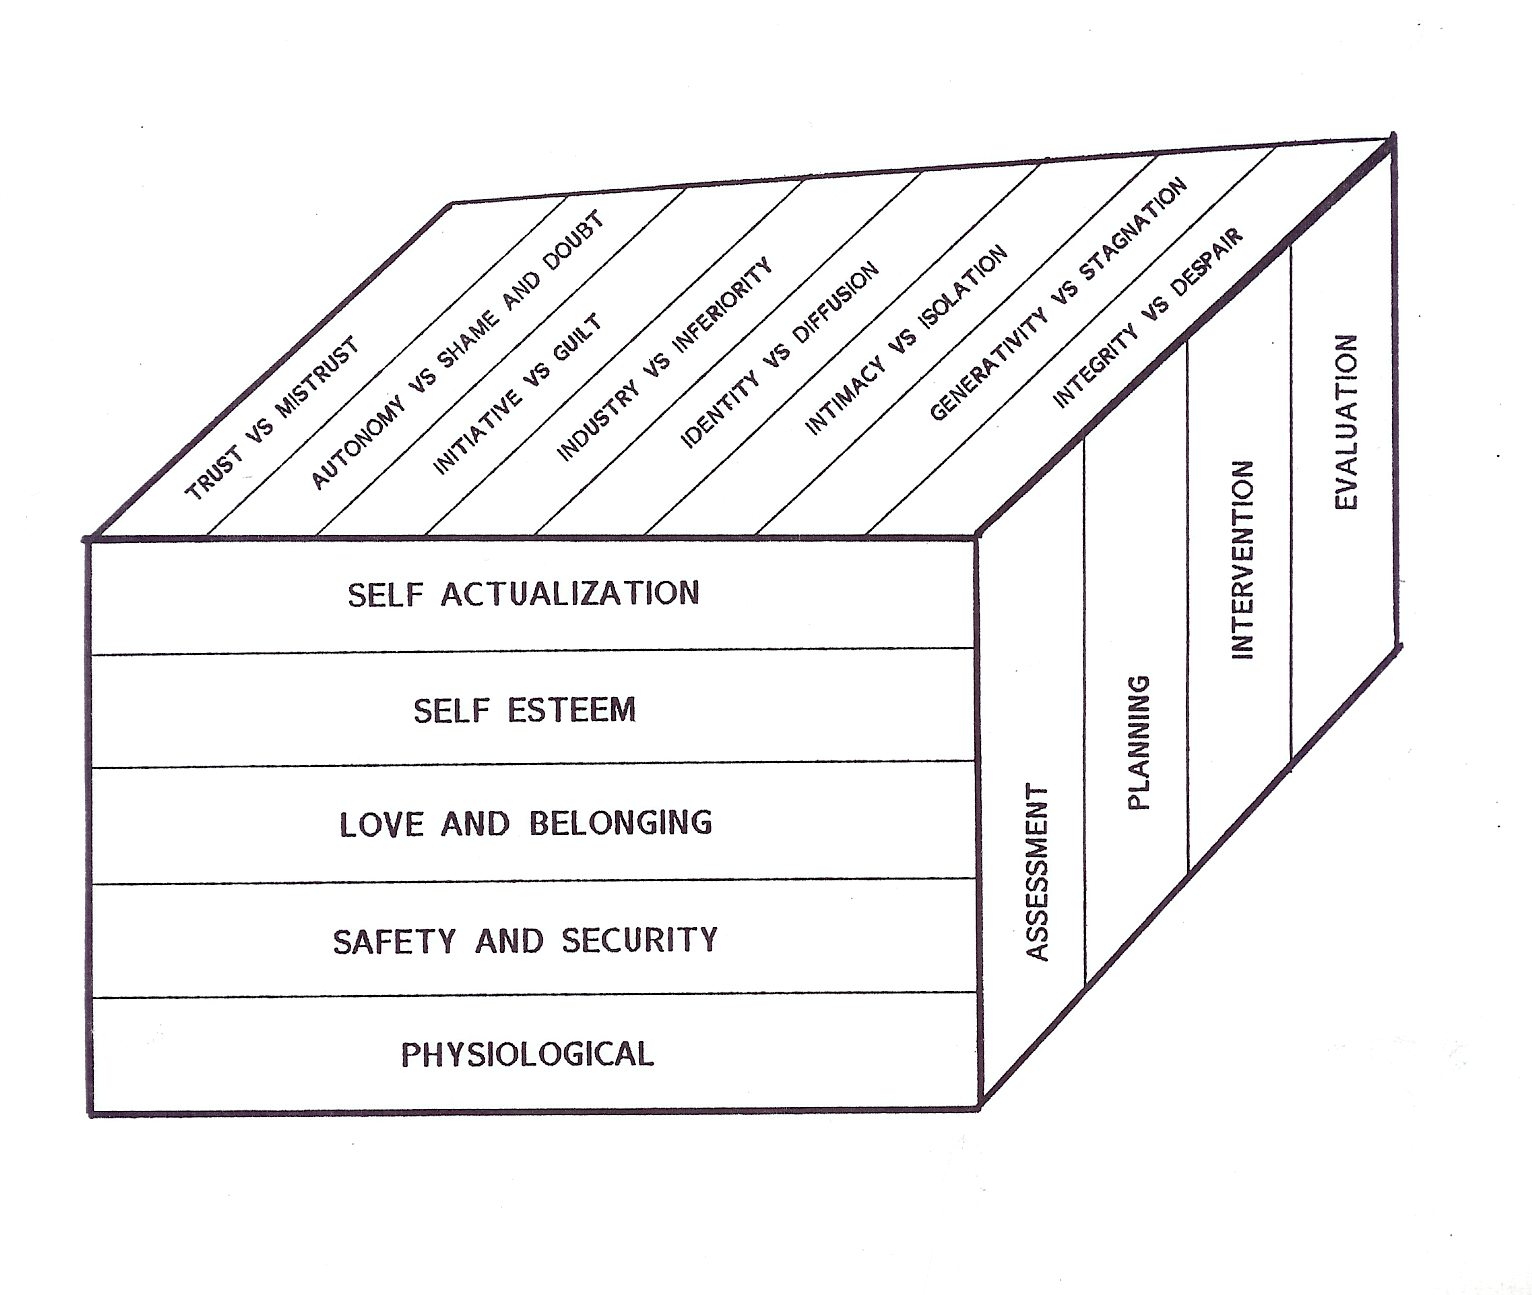 TRUST VS MISTRUST
AUTONOMY VS SHAME AND DOUBT
INITIATIVE VS GUILT
INDUSTRY VS INFERIORITY
IDENTITY VS DIFFUSION
INTIMACY VS ISOLATION
GENERATIVITY VS STAGNATION
INTEGRITY VS DESPAIR
SELF ACTUALIZATION
SELF ESTEEM
LOVE AND BELONGING
SAFETY AND SECURITY
PHYSIOLOGICAL
ASSESSMENT
PLANNING
INTERVENTION
EVALUATION